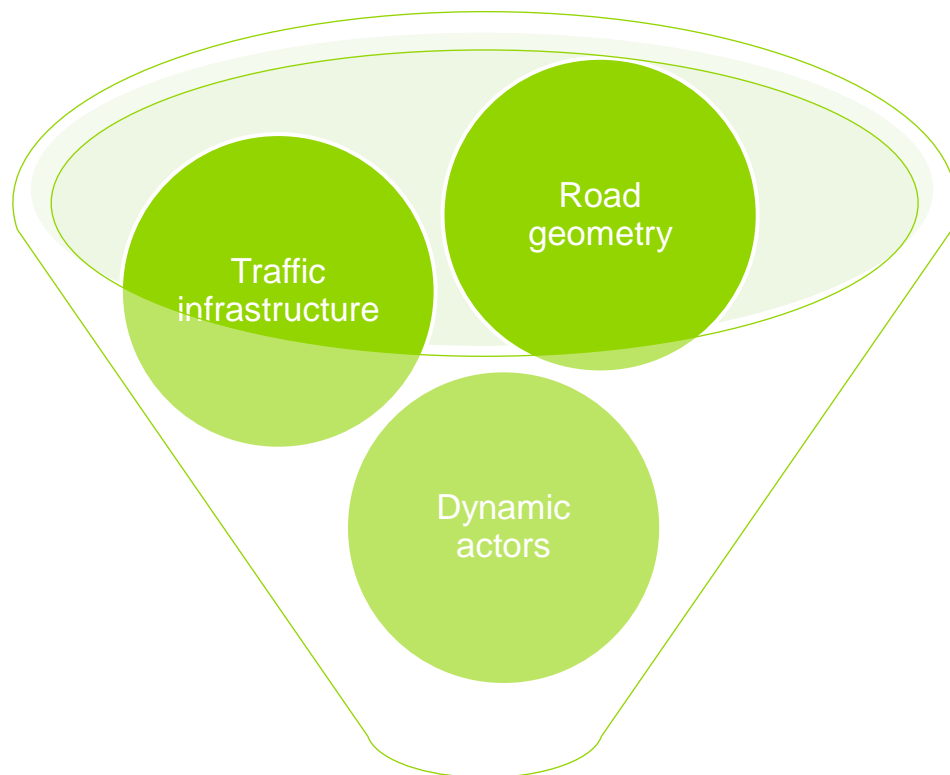 Road
geometry
Traffic
infrastructure
Dynamic
actors